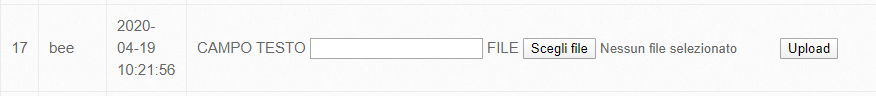 2020-
04-19
17 bee 10:21:56 CAMPO TESTO FILE Scegli file Nessun file selezionato Upload